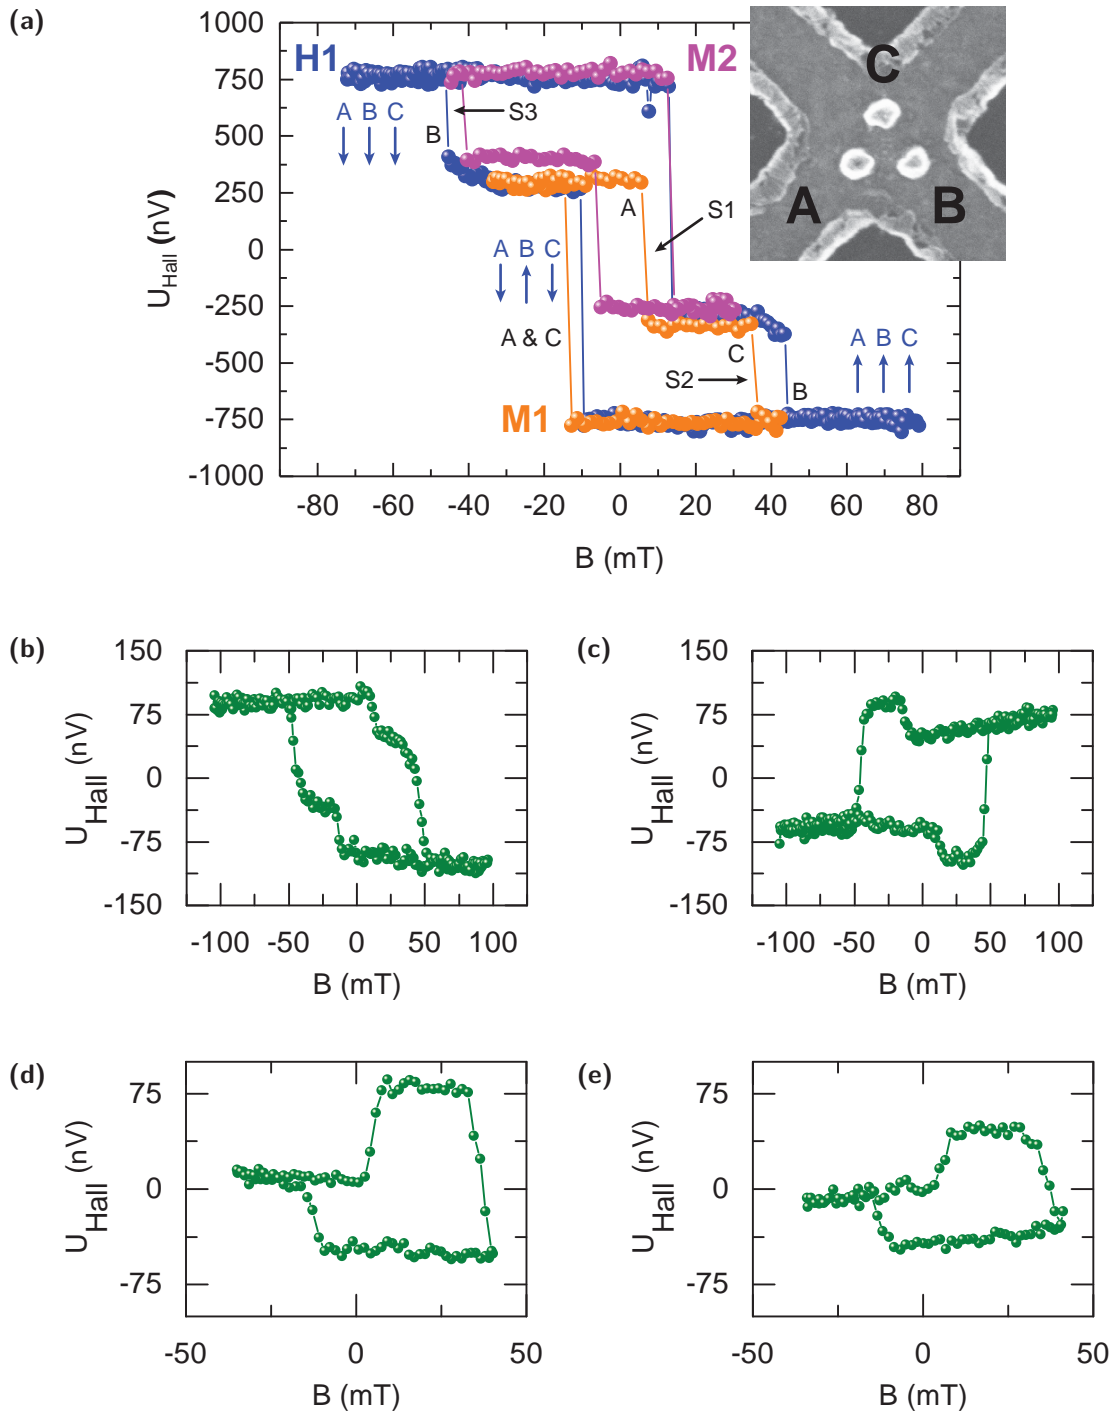 (a)
1000
750
500
250
0
-250
-500
-750
-1000
U_Hall (nV)
H1
M2
C
A
B
A B C
S3
B
A
S1
A B C
A & C
C
S2
B
A B C
M1
-80 -60 -40 -20 0 20 40 60 80
B (mT)
(b)
150
75
0
-75
-150
U_Hall (nV)
-100 -50 0 50 100
B (mT)
(c)
150
75
0
-75
-150
U_Hall (nV)
-100 -50 0 50 100
B (mT)
(d)
75
0
-75
U_Hall (nV)
-50 0 50
B (mT)
(e)
75
0
-75
U_Hall (nV)
-50 0 50
B (mT)